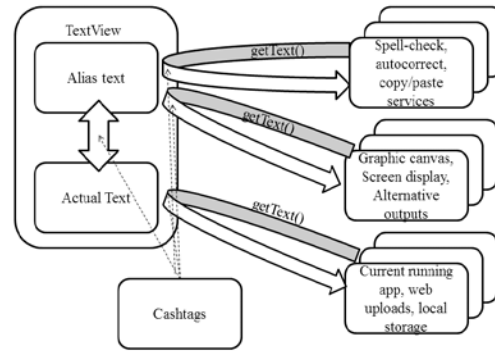 TextView
Alias text
Actual Text
Cashtags
getText()
Spell-check,
autocorrect,
copy/paste
services
getText()
Graphic canvas,
Screen display,
Alternative
outputs
getText()
Current running
app, web
uploads, local
storage